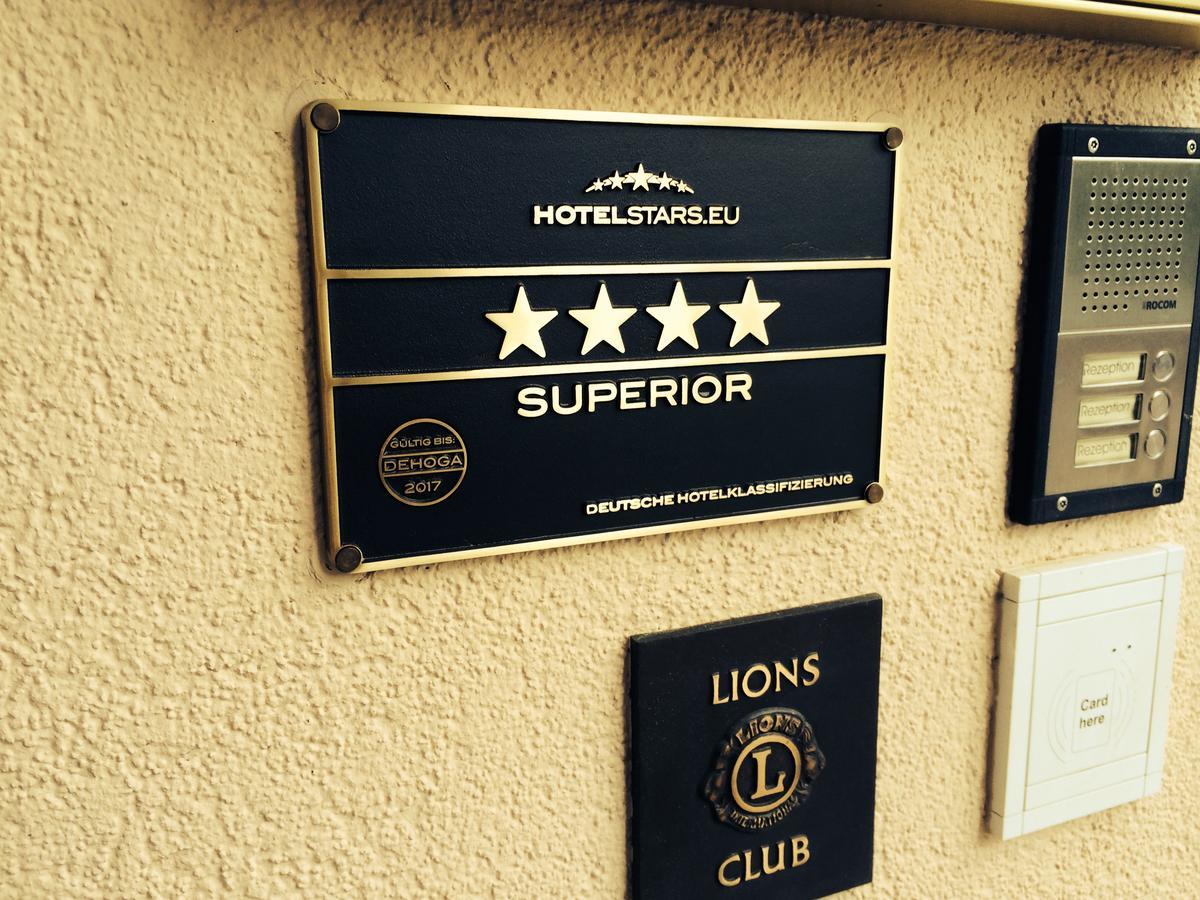 HOTELSTARS.EU
SUPERIOR
GÜLTIG BIS:
DEHOGA
2017
DEUTSCHE HOTELKLASSIFIZIERUNG
ROCOM
Rezeption
Rezeption
Rezeption
Card
here
LIONS
LIONS
L
INTERNATIONAL
CLUB